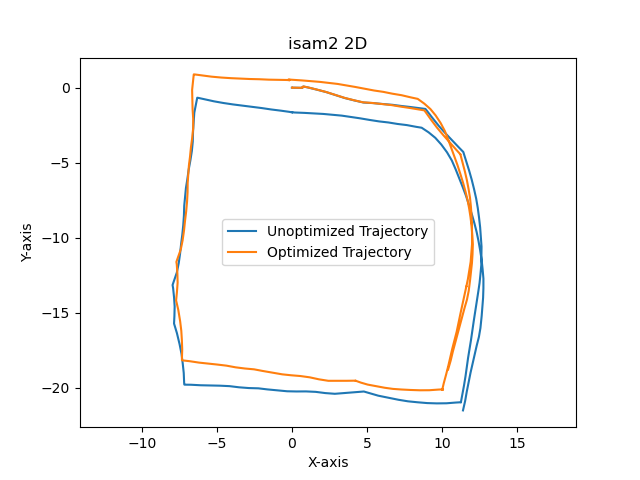 isam2 2D
Y-axis
0
−5
−10
−15
−20
Unoptimized Trajectory
Optimized Trajectory
−10
−5
0
5
10
15
X-axis